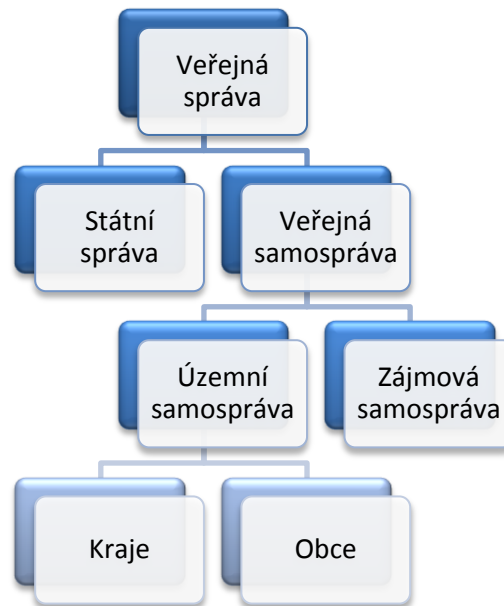 Veřejná
správa
Státní
správa
Veřejná
samospráva
Územní
samospráva
Zájmová
samospráva
Kraje
Obce